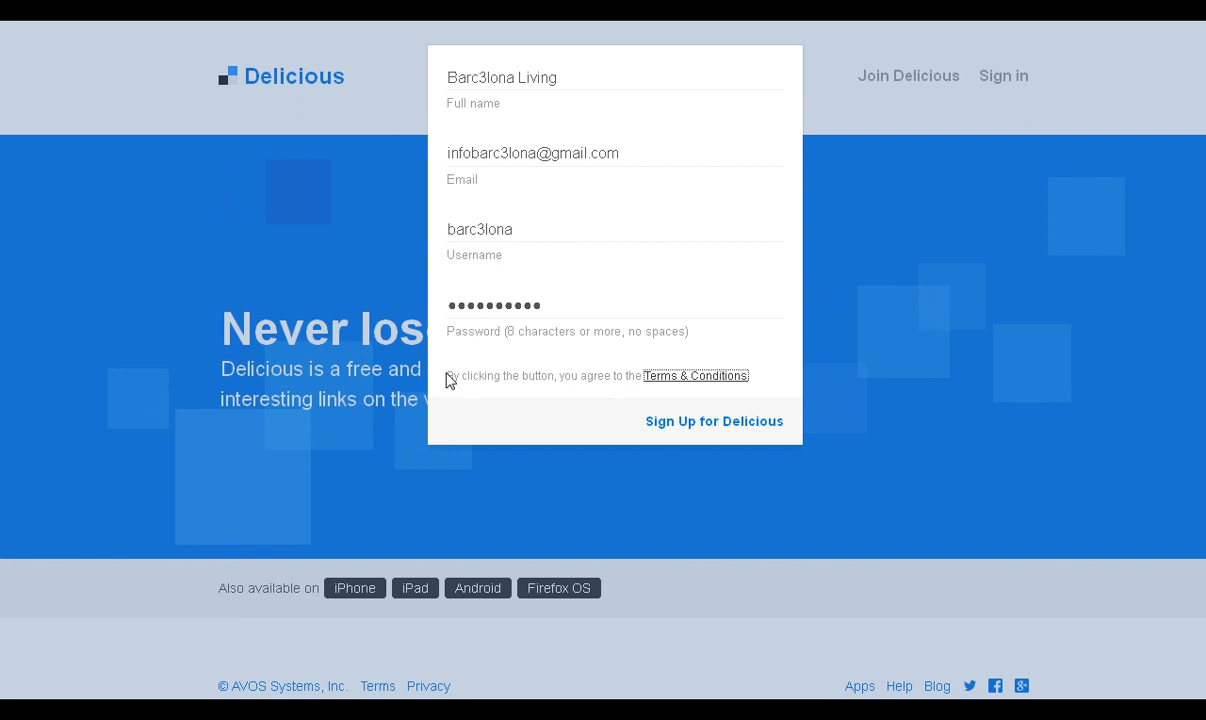 Delicious
Join Delicious Sign in
Barc3lona Living
Full name
infobarc3lona@gmail.com
Email
barc3lona
Username
Password (8 characters or more, no spaces)
By clicking the button, you agree to the Terms & Conditions.
Sign Up for Delicious
Never los
Delicious is a free and
interesting links on the
Also available on iPhone iPad Android Firefox OS
© AVOS Systems, Inc. Terms Privacy
Apps Help Blog